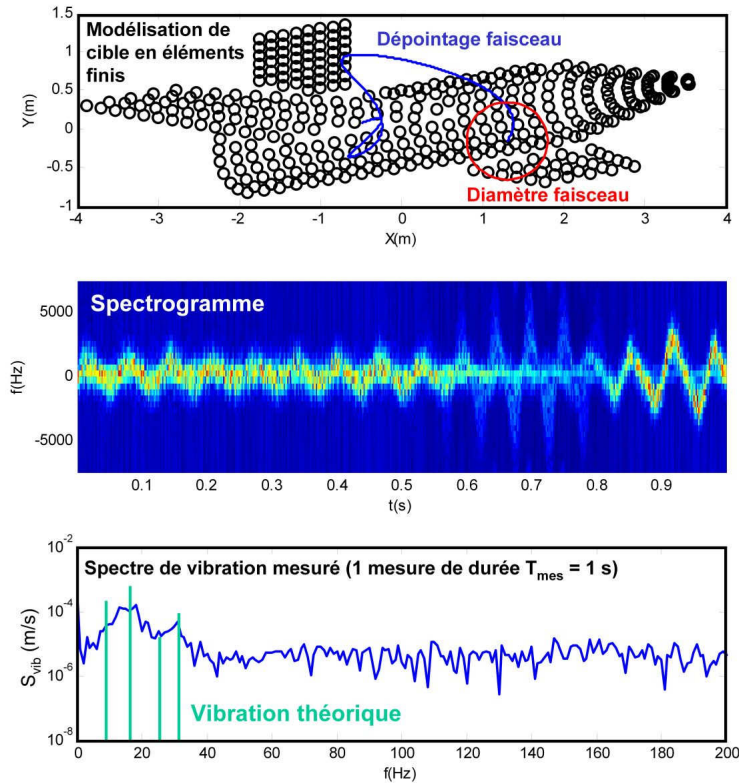 1.5
1
0.5
0
-0.5
-1
Y(m)
Modélisation de
cible en éléments
finis
Dépointage faisceau
Diamètre faisceau
-4 -3 -2 -1 0 1 2 3 4
X(m)
Spectrogramme
5000
0
-5000
f(Hz)
0.1 0.2 0.3 0.4 0.5 0.6 0.7 0.8 0.9
t(s)
Spectre de vibration mesuré (1 mesure de durée Tmes = 1 s)
10-2
10-4
10-6
10-8
Svib (m/s)
Vibration théorique
0 20 40 60 80 100 120 140 160 180 200
f(Hz)